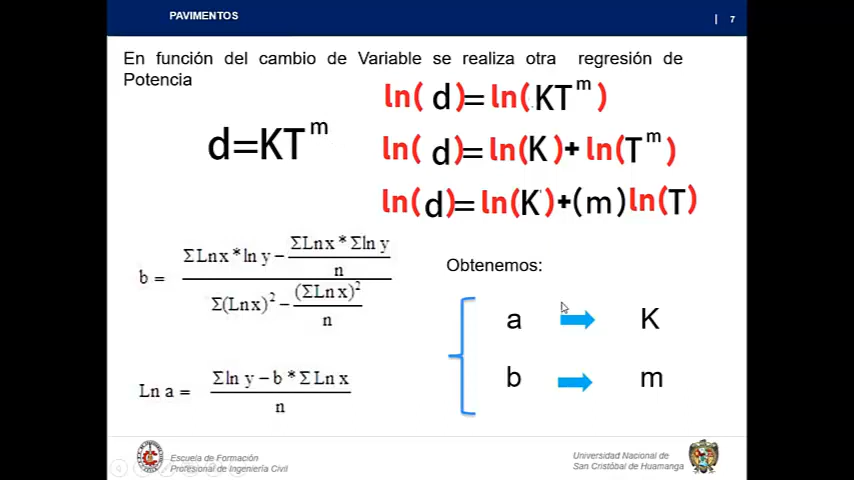 PAVIMENTOS
| 7
En función del cambio de Variable se realiza otra regresión de
Potencia
d=KT^m
ln( d)=ln(KT^m)
ln( d)=ln(K)+ln(T^m)
ln(d)=ln(K)+(m)ln(T)
b = (ΣLnx*ln y − (ΣLnx*Σln y)/n) / (Σ(Lnx)^2 − (ΣLnx)^2/n)
Ln a = (Σln y − b*ΣLnx)/n
Obtenemos:
a K
b m
Escuela de Formación
Profesional de Ingeniería Civil
Universidad Nacional de
San Cristóbal de Huamanga